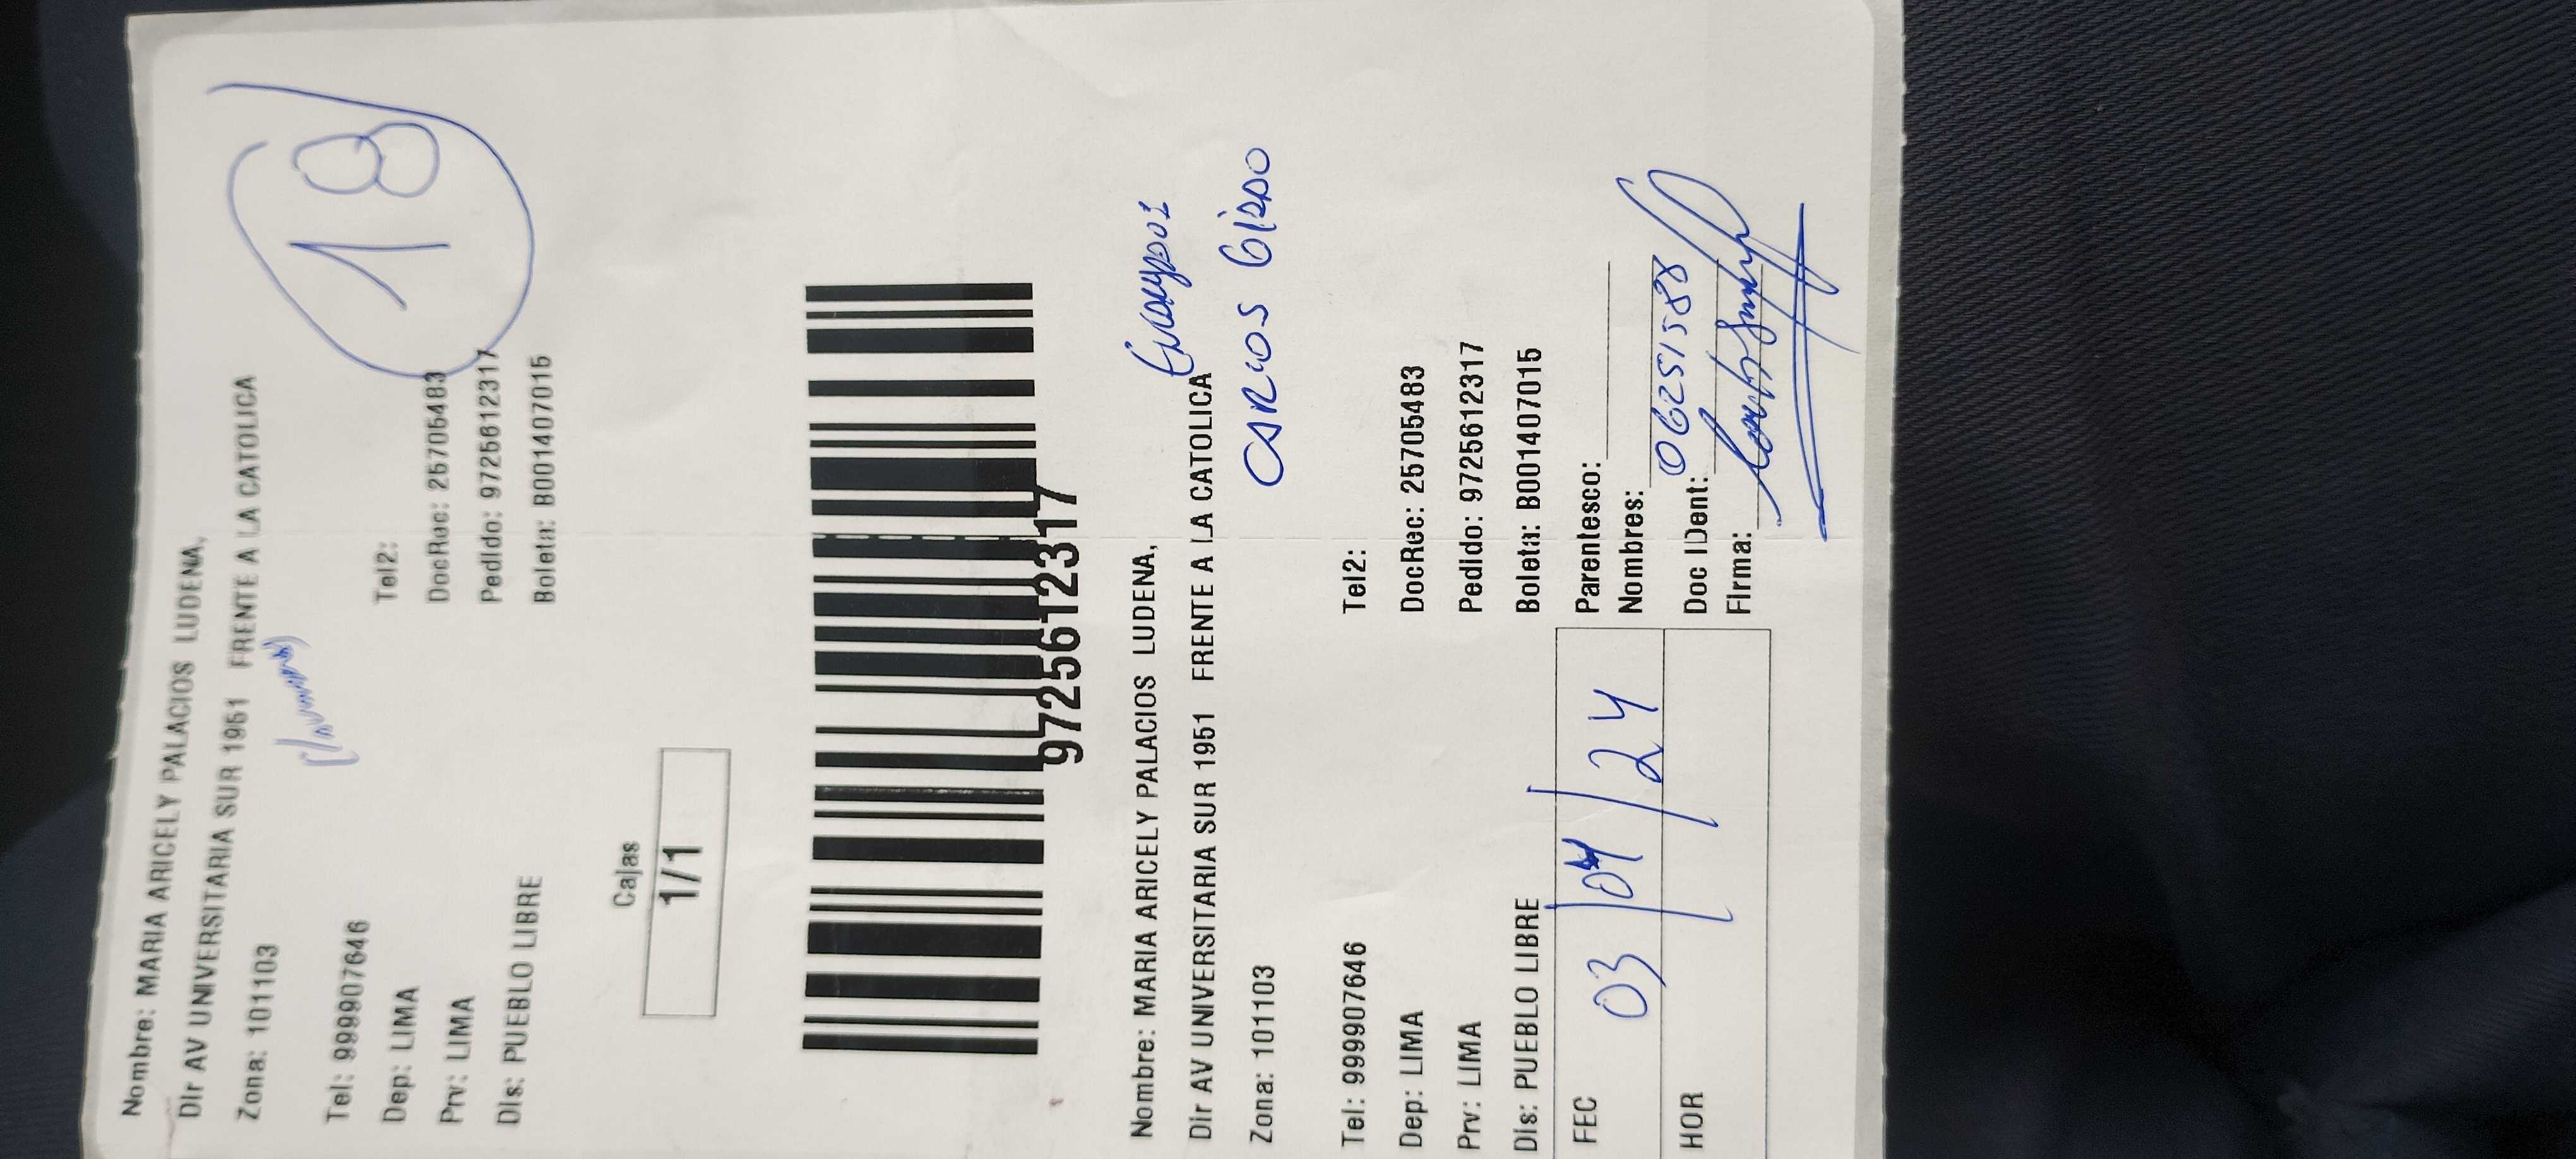 Nombre: MARIA ARICELY PALACIOS LUDENA,
Dir AV UNIVERSITARIA SUR 1951 FRENTE A LA CATOLICA
Zona: 101103
18
Tel: 999907646 Tel2:
Dep: LIMA DocRec: 25705483
Prv: LIMA Pedido: 9725612317
Dis: PUEBLO LIBRE Boleta: B001407015
Cajas
1/1
9725612317
Nombre: MARIA ARICELY PALACIOS LUDENA,
Dir AV UNIVERSITARIA SUR 1951 FRENTE A LA CATOLICA
Zona: 101103 CARLOS
Tel: 999907646 Tel2:
Dep: LIMA DocRec: 25705483
Prv: LIMA Pedido: 9725612317
Dis: PUEBLO LIBRE Boleta: B001407015
FEC 03/04/24 Parentesco:
Nombres:
HOR Doc IDent: 06251588
Firma: